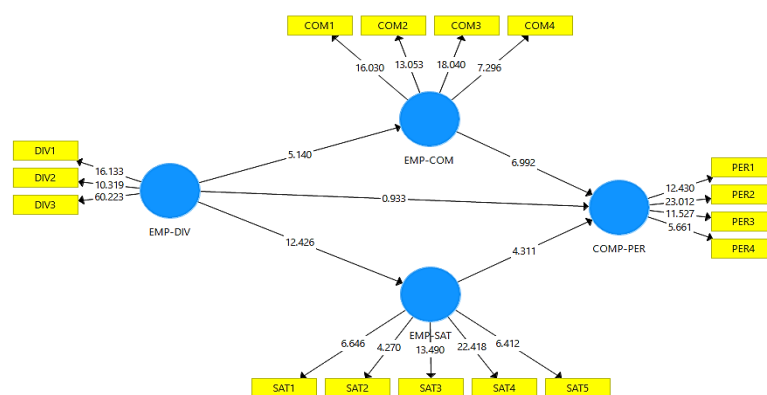 COM1 COM2 COM3 COM4
16.030 13.053 18.040 7.296
EMP-COM
DIV1
DIV2
DIV3
16.133
10.319
60.223
EMP-DIV
5.140
0.933
12.426
6.992
4.311
COMP-PER
12.430
23.012
11.527
5.661
PER1
PER2
PER3
PER4
EMP-SAT
6.646 4.270 13.490 22.418 6.412
SAT1 SAT2 SAT3 SAT4 SAT5